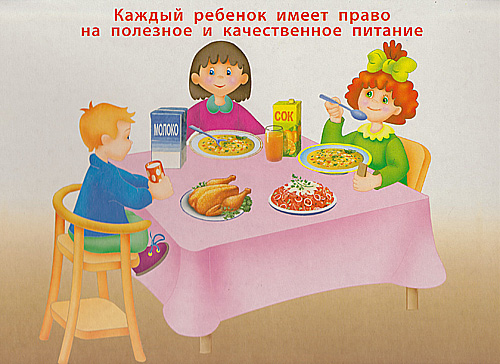 Каждый ребенок имеет право
на полезное и качественное питание
МОЛОКО
СОК